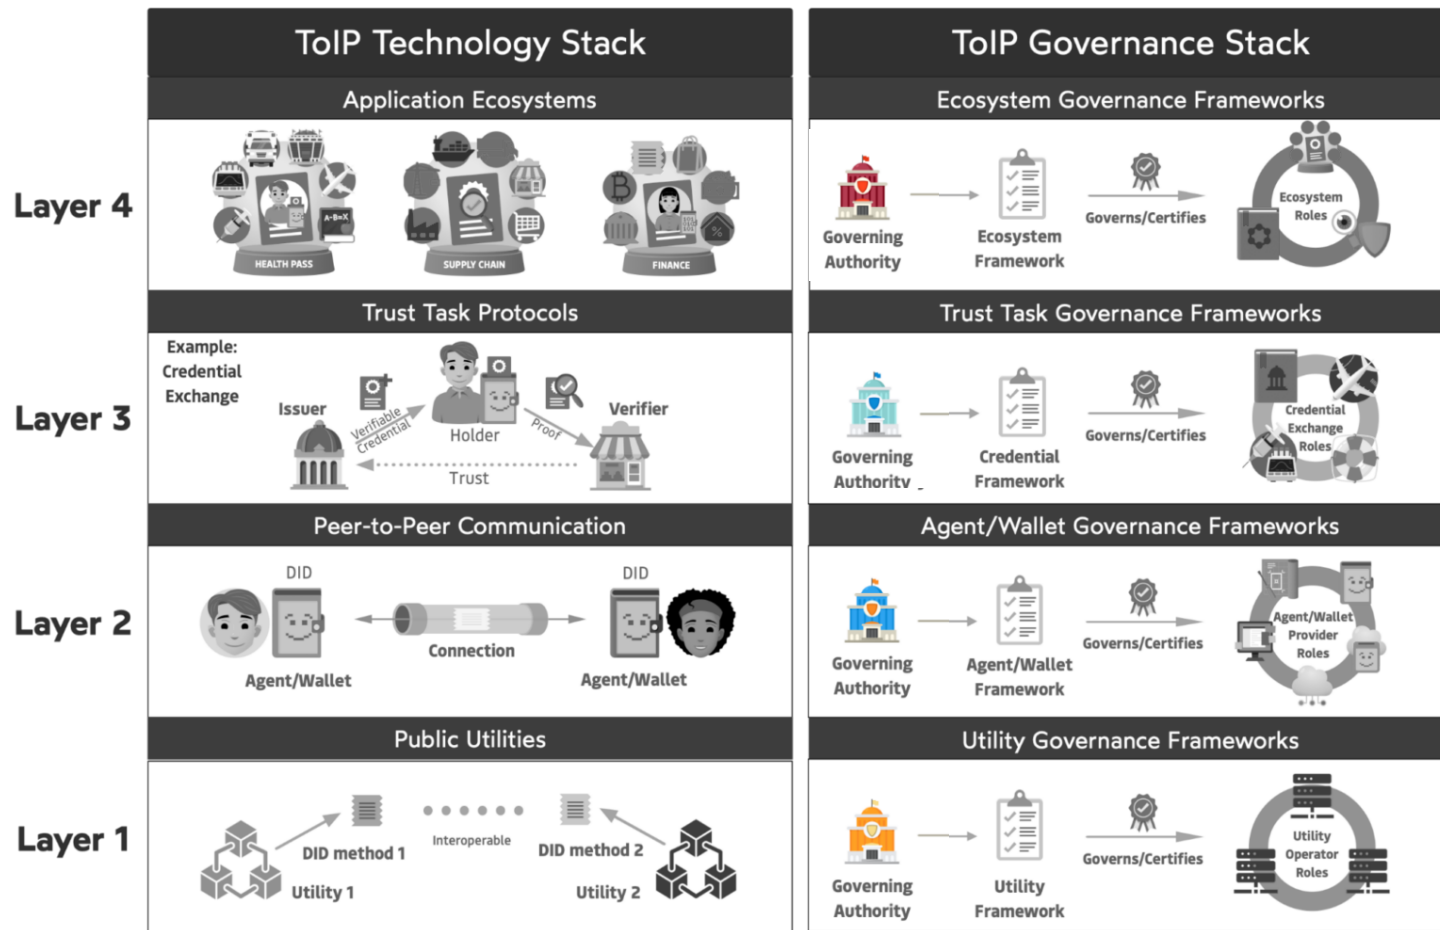 ToIP Technology Stack
ToIP Governance Stack
Application Ecosystems
Ecosystem Governance Frameworks
Layer 4
A-B=X
HEALTH PASS
SUPPLY CHAIN
FINANCE
Governing
Authority
Ecosystem
Framework
Governs/Certifies
Ecosystem
Roles
Trust Task Protocols
Trust Task Governance Frameworks
Layer 3
Example:
Credential
Exchange
Issuer
Verifiable
Credential
Holder
Proof
Verifier
Trust
Governing
Authority
Credential
Framework
Governs/Certifies
Credential
Exchange
Roles
Peer-to-Peer Communication
Agent/Wallet Governance Frameworks
Layer 2
DID
DID
Connection
Agent/Wallet
Agent/Wallet
Governing
Authority
Agent/Wallet
Framework
Governs/Certifies
Agent/Wallet
Provider
Roles
Public Utilities
Utility Governance Frameworks
Layer 1
DID method 1
Interoperable
DID method 2
Utility 1
Utility 2
Governing
Authority
Utility
Framework
Governs/Certifies
Utility
Operator
Roles